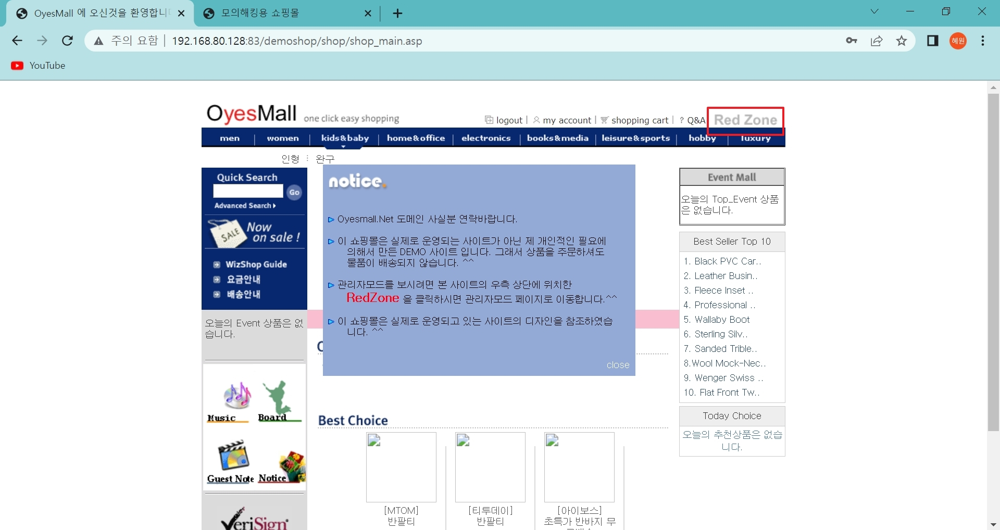 OyesMall 에 오신것을 환영합니
모의해킹용 쇼핑몰
주의 요함 | 192.168.80.128:83/demoshop/shop/shop_main.asp
혜원
YouTube
OyesMall one click easy shopping
logout | my account | shopping cart | ? Q&A
Red Zone
men | women | kids&baby | home&office | electronics | books&media | leisure&sports | hobby | luxury
인형 ⋮ 완구
Quick Search
Go
Advanced Search
SALE
Now
on sale !
WizShop Guide
요금안내
배송안내
오늘의 Event 상품은 없
습니다.
Music
Board
Guest Note
Notice
VeriSign
notice.
Oyesmall.Net 도메인 사실분 연락바랍니다.
이 쇼핑몰은 실제로 운영되는 사이트가 아닌 제 개인적인 필요에
의해서 만든 DEMO 사이트 입니다. 그래서 상품을 주문하셔도
물품이 배송되지 않습니다. ^^
관리자모드를 보시려면 본 사이트의 우측 상단에 위치한
RedZone 을 클릭하시면 관리자모드 페이지로 이동합니다.^^
이 쇼핑몰은 실제로 운영되고 있는 사이트의 디자인을 참조하였습
니다. ^^
close
Best Choice
[MTOM]
반팔티
[티투데이]
반팔티
[아이보스]
초특가 반바지 무
Event Mall
오늘의 Top_Event 상품
은 없습니다.
Best Seller Top 10
1. Black PVC Car..
2. Leather Busin..
3. Fleece Inset ..
4. Professional ..
5. Wallaby Boot
6. Sterling Silv..
7. Sanded Trible..
8.Wool Mock-Nec..
9. Wenger Swiss ..
10. Flat Front Tw..
Today Choice
오늘의 추천상품은 없습
니다.